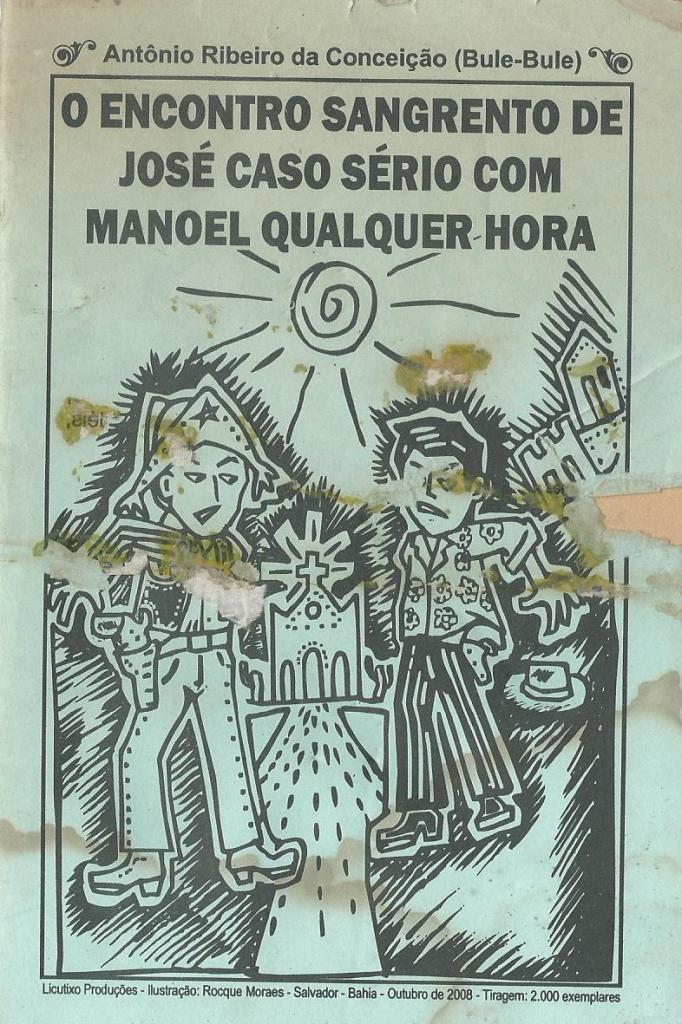 Antônio Ribeiro da Conceição (Bule-Bule)
O ENCONTRO SANGRENTO DE
JOSÉ CASO SÉRIO COM
MANOEL QUALQUER HORA
Licutixo Produções - Ilustração: Rocque Moraes - Salvador - Bahia - Outubro de 2008 - Tiragem: 2.000 exemplares